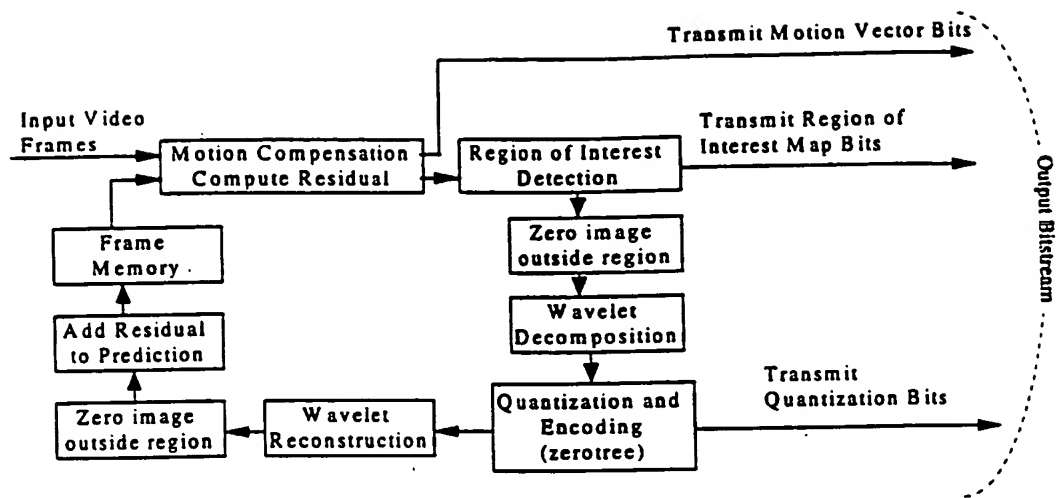 Transmit Motion Vector Bits
Input Video
Frames
Motion Compensation
Compute Residual
Region of Interest
Detection
Transmit Region of
Interest Map Bits
Output Bitstream
Frame
Memory
Zero image
outside region
Add Residual
to Prediction
Wavelet
Decomposition
Zero image
outside region
Wavelet
Reconstruction
Quantization and
Encoding
(zerotree)
Transmit
Quantization Bits